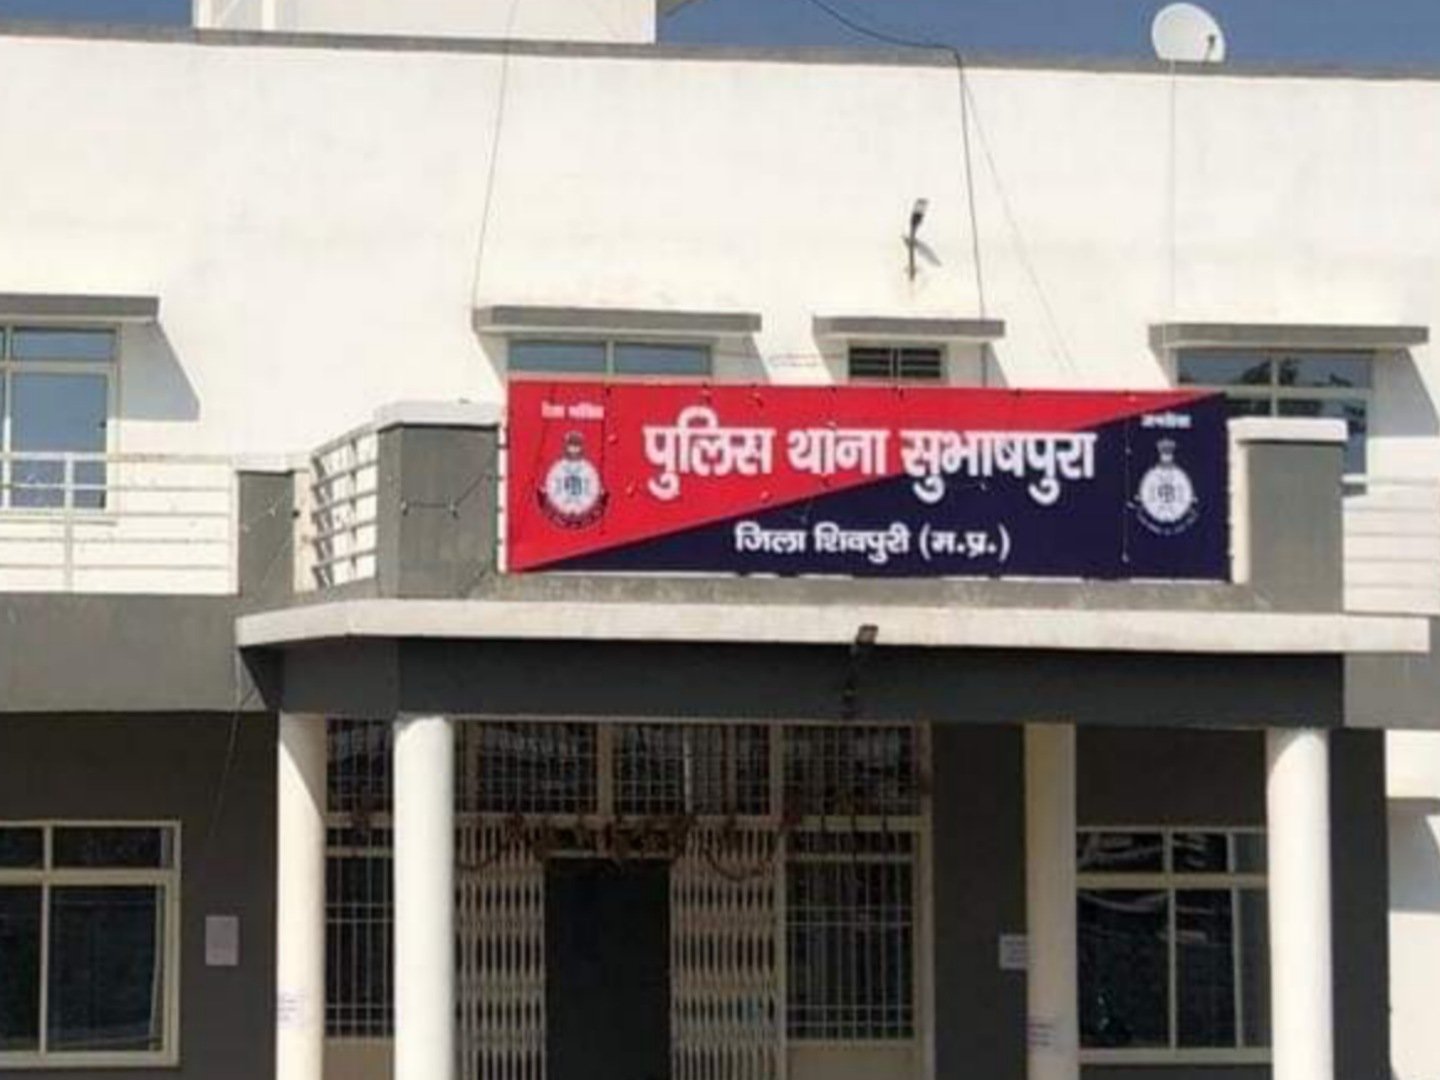 पुलिस थाना सुभाषपुरा
जिला शिवपुरी (म.प्र.)